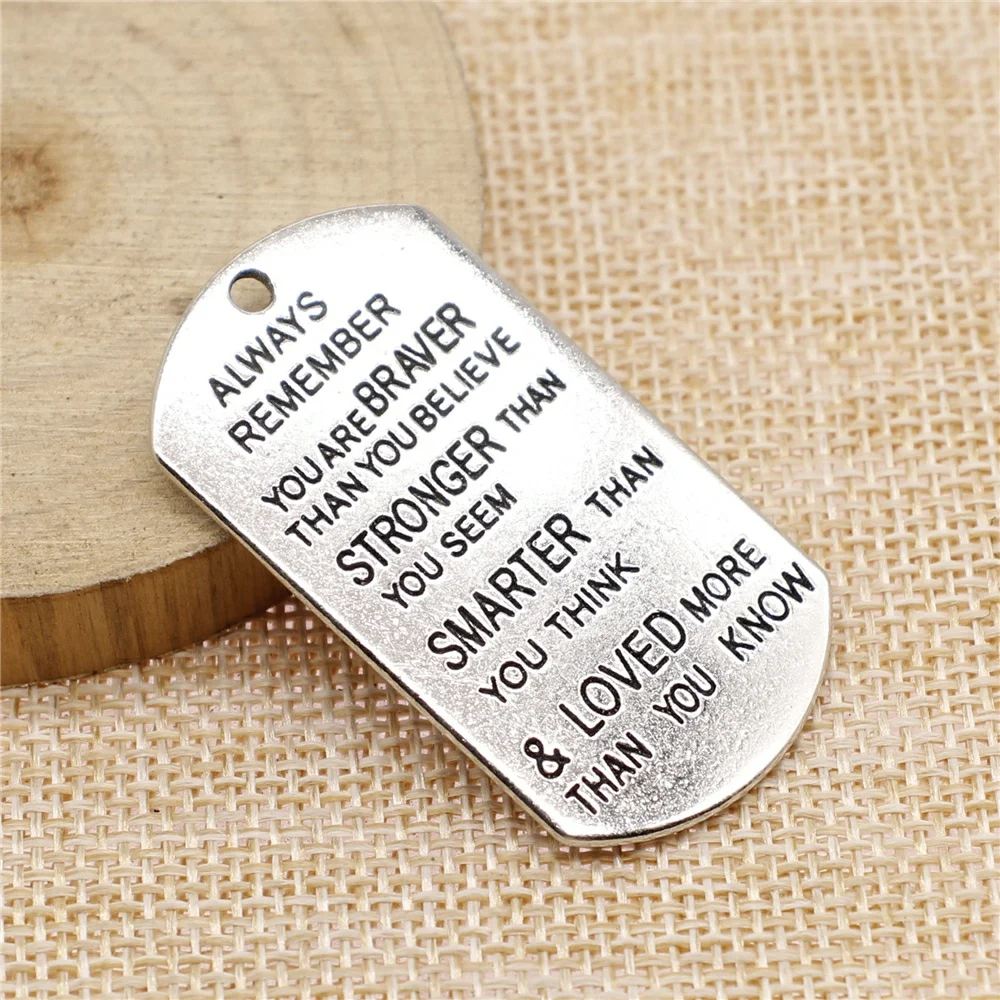 ALWAYS
REMEMBER
YOU ARE BRAVER
THAN YOU BELIEVE
STRONGER THAN
YOU SEEM
SMARTER THAN
YOU THINK
& LOVED MORE
THAN YOU KNOW